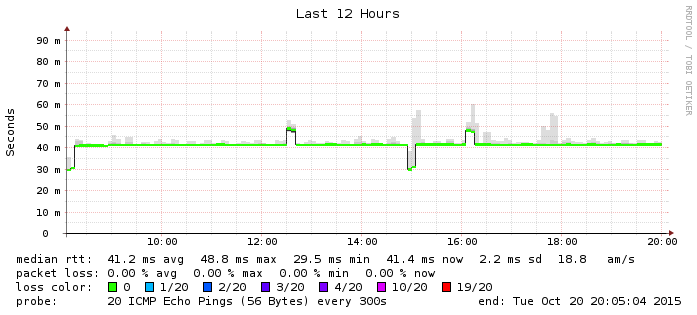 Last 12 Hours
RRDTOOL / TOBI OETIKER
Seconds
90 m
80 m
70 m
60 m
50 m
40 m
30 m
20 m
10 m
0
10:00 12:00 14:00 16:00 18:00 20:00
median rtt: 41.2 ms avg 48.8 ms max 29.5 ms min 41.4 ms now 2.2 ms sd 18.8 am/s
packet loss: 0.00 % avg 0.00 % max 0.00 % min 0.00 % now
loss color: 0 1/20 2/20 3/20 4/20 10/20 19/20
probe: 20 ICMP Echo Pings (56 Bytes) every 300s end: Tue Oct 20 20:05:04 2015